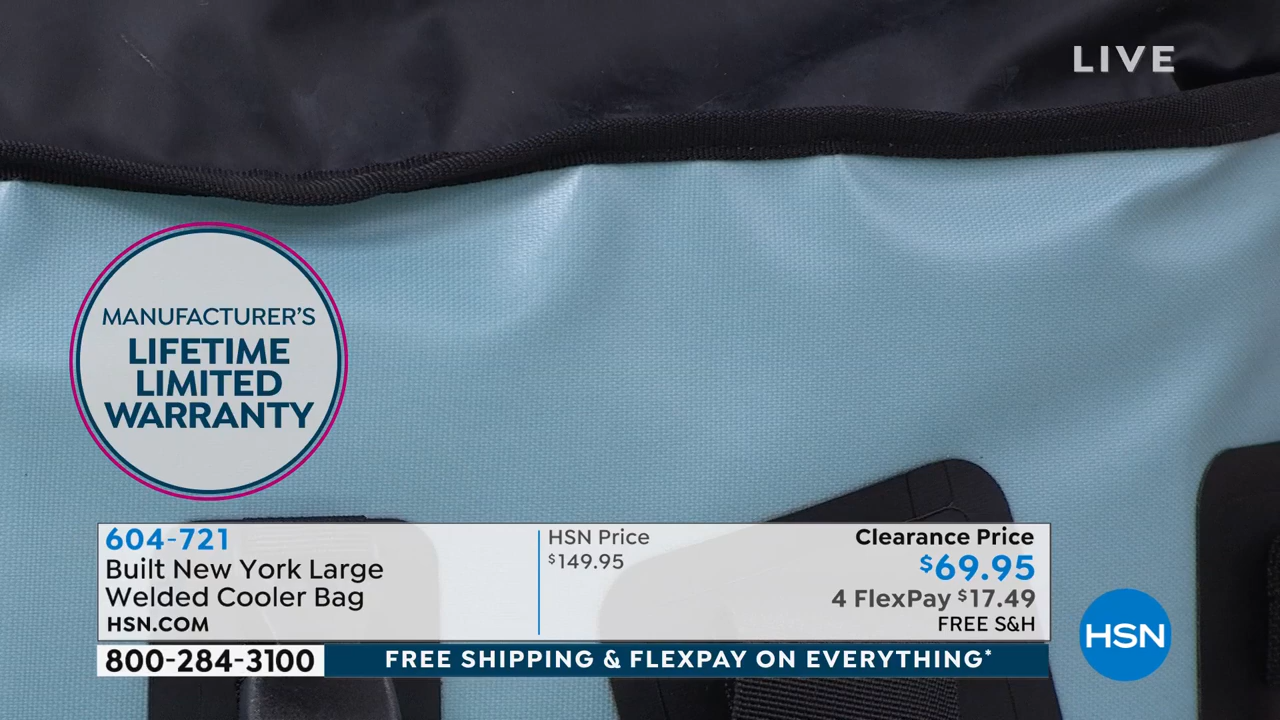 LIVE
MANUFACTURER'S
LIFETIME
LIMITED
WARRANTY
604-721
Built New York Large
Welded Cooler Bag
HSN.COM
HSN Price
$149.95
Clearance Price
$69.95
4 FlexPay $17.49
FREE S&H
800-284-3100
FREE SHIPPING & FLEXPAY ON EVERYTHING*
HSN